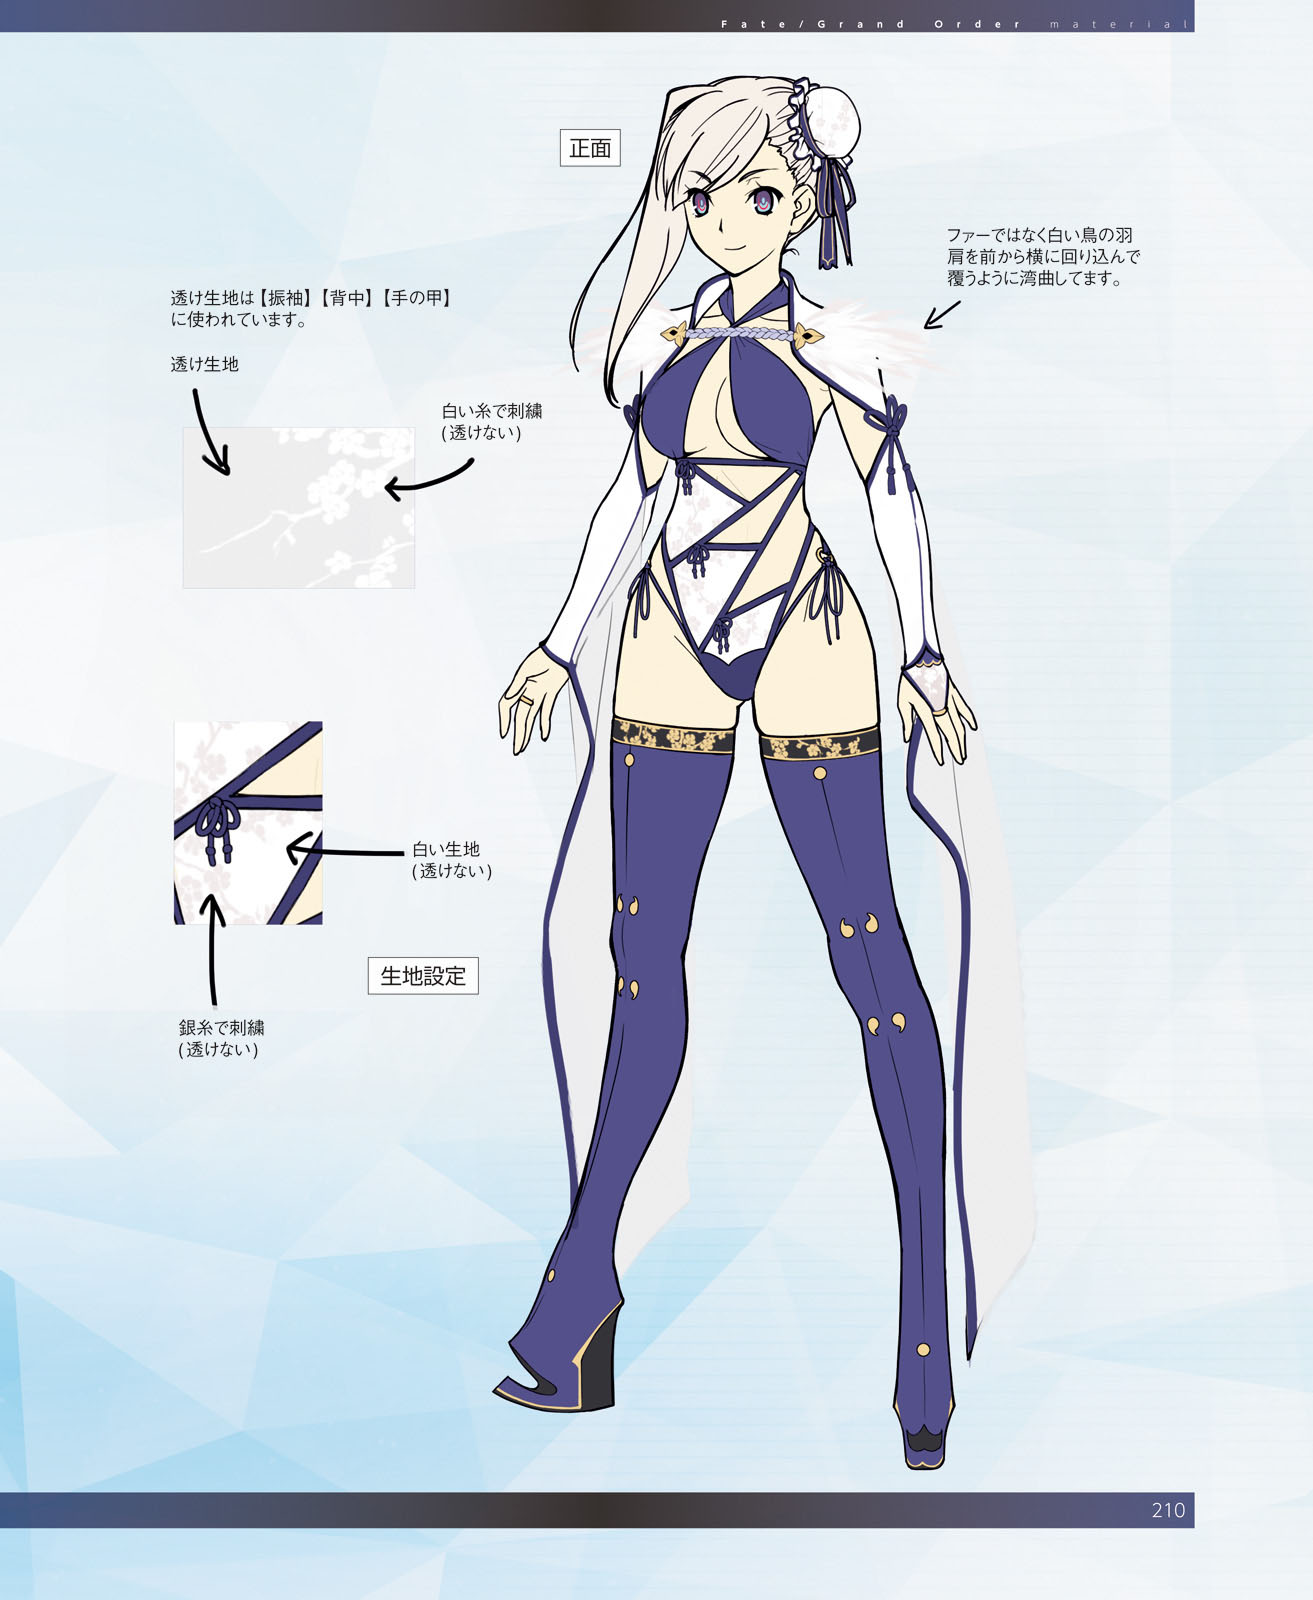 Fate/Grand Order material
正面
ファーではなく白い鳥の羽
肩を前から横に回り込んで
覆うように湾曲してます。
透け生地は【振袖】【背中】【手の甲】
に使われています。
透け生地
白い糸で刺繍
(透けない)
白い生地
(透けない)
生地設定
銀糸で刺繍
(透けない)
210